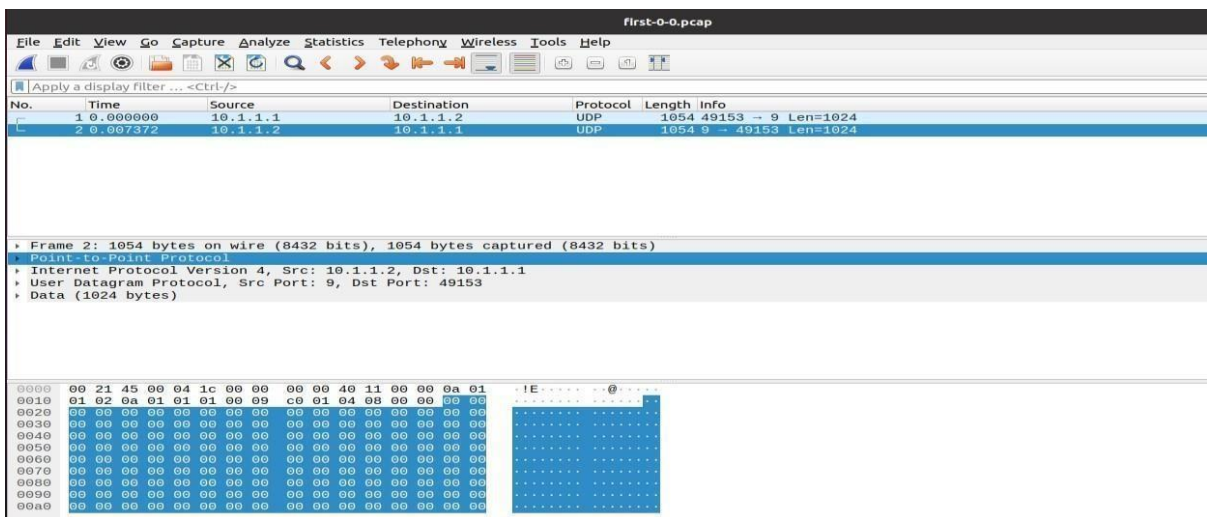 first-0-0.pcap
File Edit View Go Capture Analyze Statistics Telephony Wireless Tools Help
Apply a display filter ... <Ctrl-/>
No. Time Source Destination Protocol Length Info
1 0.000000 10.1.1.1 10.1.1.2 UDP 1054 49153 → 9 Len=1024
2 0.007372 10.1.1.2 10.1.1.1 UDP 1054 9 → 49153 Len=1024
Frame 2: 1054 bytes on wire (8432 bits), 1054 bytes captured (8432 bits)
Point-to-Point Protocol
Internet Protocol Version 4, Src: 10.1.1.2, Dst: 10.1.1.1
User Datagram Protocol, Src Port: 9, Dst Port: 49153
Data (1024 bytes)
0000 00 21 45 00 04 1c 00 00 00 00 40 11 00 00 0a 01 ·!E····· ··@·····
0010 01 02 0a 01 01 01 00 09 c0 01 04 08 00 00 00 00 ········ ········
0020 00 00 00 00 00 00 00 00 00 00 00 00 00 00 00 00 ········ ········
0030 00 00 00 00 00 00 00 00 00 00 00 00 00 00 00 00 ········ ········
0040 00 00 00 00 00 00 00 00 00 00 00 00 00 00 00 00 ········ ········
0050 00 00 00 00 00 00 00 00 00 00 00 00 00 00 00 00 ········ ········
0060 00 00 00 00 00 00 00 00 00 00 00 00 00 00 00 00 ········ ········
0070 00 00 00 00 00 00 00 00 00 00 00 00 00 00 00 00 ········ ········
0080 00 00 00 00 00 00 00 00 00 00 00 00 00 00 00 00 ········ ········
0090 00 00 00 00 00 00 00 00 00 00 00 00 00 00 00 00 ········ ········
00a0 00 00 00 00 00 00 00 00 00 00 00 00 00 00 00 00 ········ ········